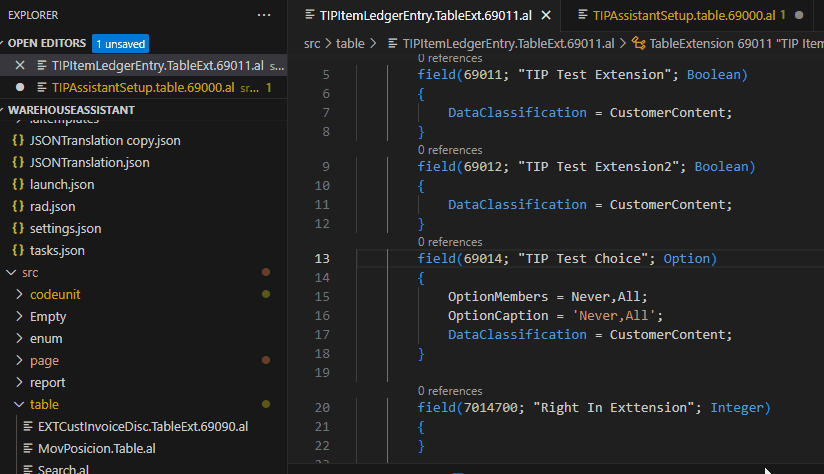 EXPLORER ···
OPEN EDITORS 1 unsaved
TIPItemLedgerEntry.TableExt.69011.al s...
TIPAssistantSetup.table.69000.al sr... 1
WAREHOUSEASSISTANT
.altemplates
{} JSONTranslation copy.json
{} JSONTranslation.json
{} launch.json
{} rad.json
{} settings.json
{} tasks.json
src
codeunit
Empty
enum
page
report
table
EXTCustInvoiceDisc.TableExt.69090.al
MovPosicion.Table.al
Search.al
TIPItemLedgerEntry.TableExt.69011.al
TIPAssistantSetup.table.69000.al 1
src > table > TIPItemLedgerEntry.TableExt.69011.al > TableExtension 69011 "TIP Item
0 references
5 field(69011; "TIP Test Extension"; Boolean)
6 {
7 DataClassification = CustomerContent;
8 }
0 references
9 field(69012; "TIP Test Extension2"; Boolean)
10 {
11 DataClassification = CustomerContent;
12 }
0 references
13 field(69014; "TIP Test Choice"; Option)
14 {
15 OptionMembers = Never,All;
16 OptionCaption = 'Never,All';
17 DataClassification = CustomerContent;
18 }
19
0 references
20 field(7014700; "Right In Exttension"; Integer)
21 {
22 }
23